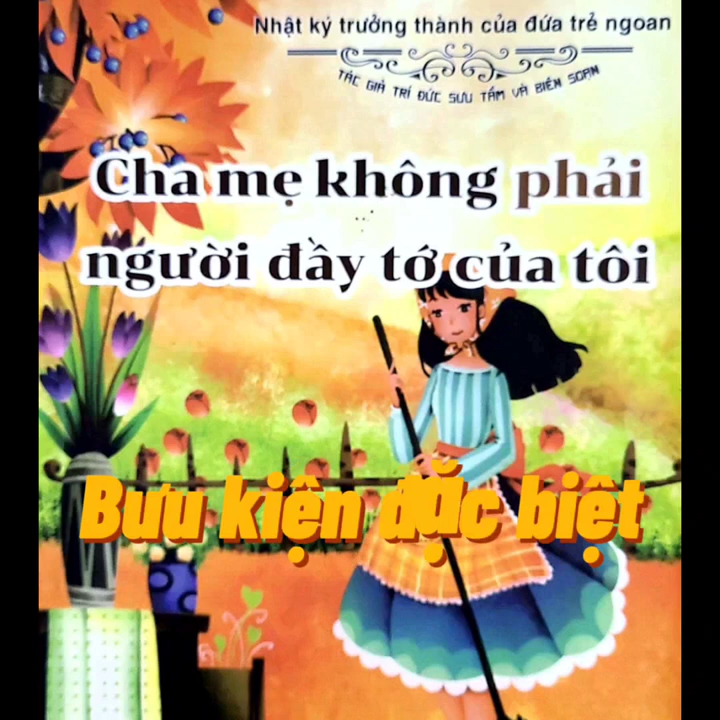 Nhật ký trưởng thành của đứa trẻ ngoan
TÁC GIẢ TRÍ ĐỨC SƯU TẦM VÀ BIÊN SOẠN
Cha mẹ không phải
người đầy tớ của tôi
Bưu kiện đặc biệt